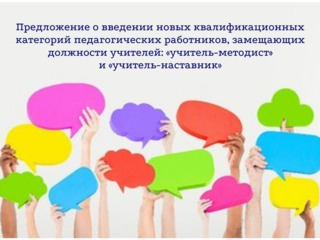 Предложение о введении новых квалификационных
категорий педагогических работников, замещающих
должности учителей: «учитель-методист»
и «учитель-наставник»